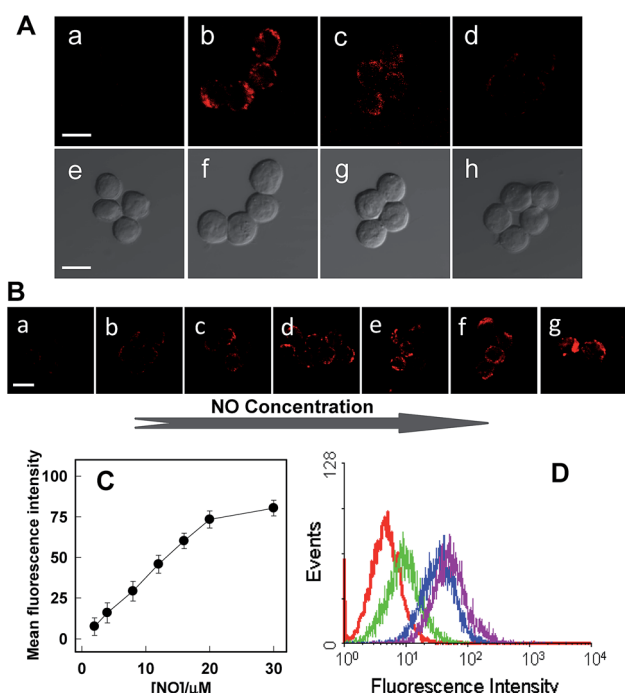 A
a b c d
e f g h
B
a b c d e f g
NO Concentration
C
Mean fluorescence intensity
100
75
50
25
0
0 10 20 30
[NO]/μM
D
Events
128
0
10⁰ 10¹ 10² 10³ 10⁴
Fluorescence Intensity